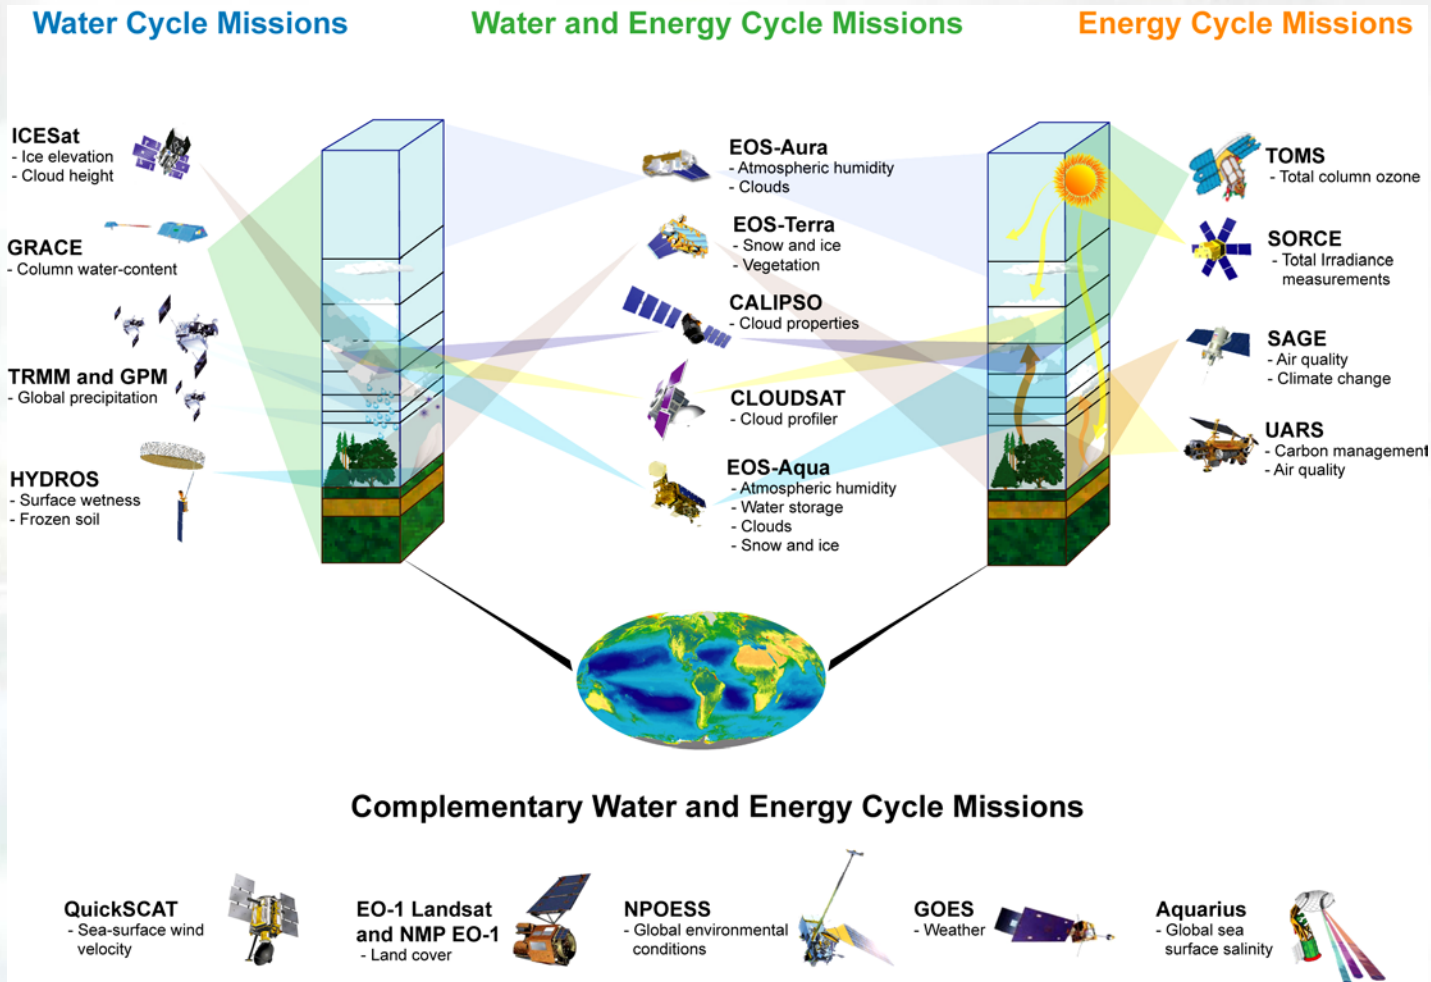 Water Cycle Missions
Water and Energy Cycle Missions
Energy Cycle Missions
ICESat
- Ice elevation
- Cloud height
GRACE
- Column water-content
TRMM and GPM
- Global precipitation
HYDROS
- Surface wetness
- Frozen soil
EOS-Aura
- Atmospheric humidity
- Clouds
EOS-Terra
- Snow and ice
- Vegetation
CALIPSO
- Cloud properties
CLOUDSAT
- Cloud profiler
EOS-Aqua
- Atmospheric humidity
- Water storage
- Clouds
- Snow and ice
TOMS
- Total column ozone
SORCE
- Total Irradiance
measurements
SAGE
- Air quality
- Climate change
UARS
- Carbon management
- Air quality
Complementary Water and Energy Cycle Missions
QuickSCAT
- Sea-surface wind
velocity
EO-1 Landsat
and NMP EO-1
- Land cover
NPOESS
- Global environmental
conditions
GOES
- Weather
Aquarius
- Global sea
surface salinity